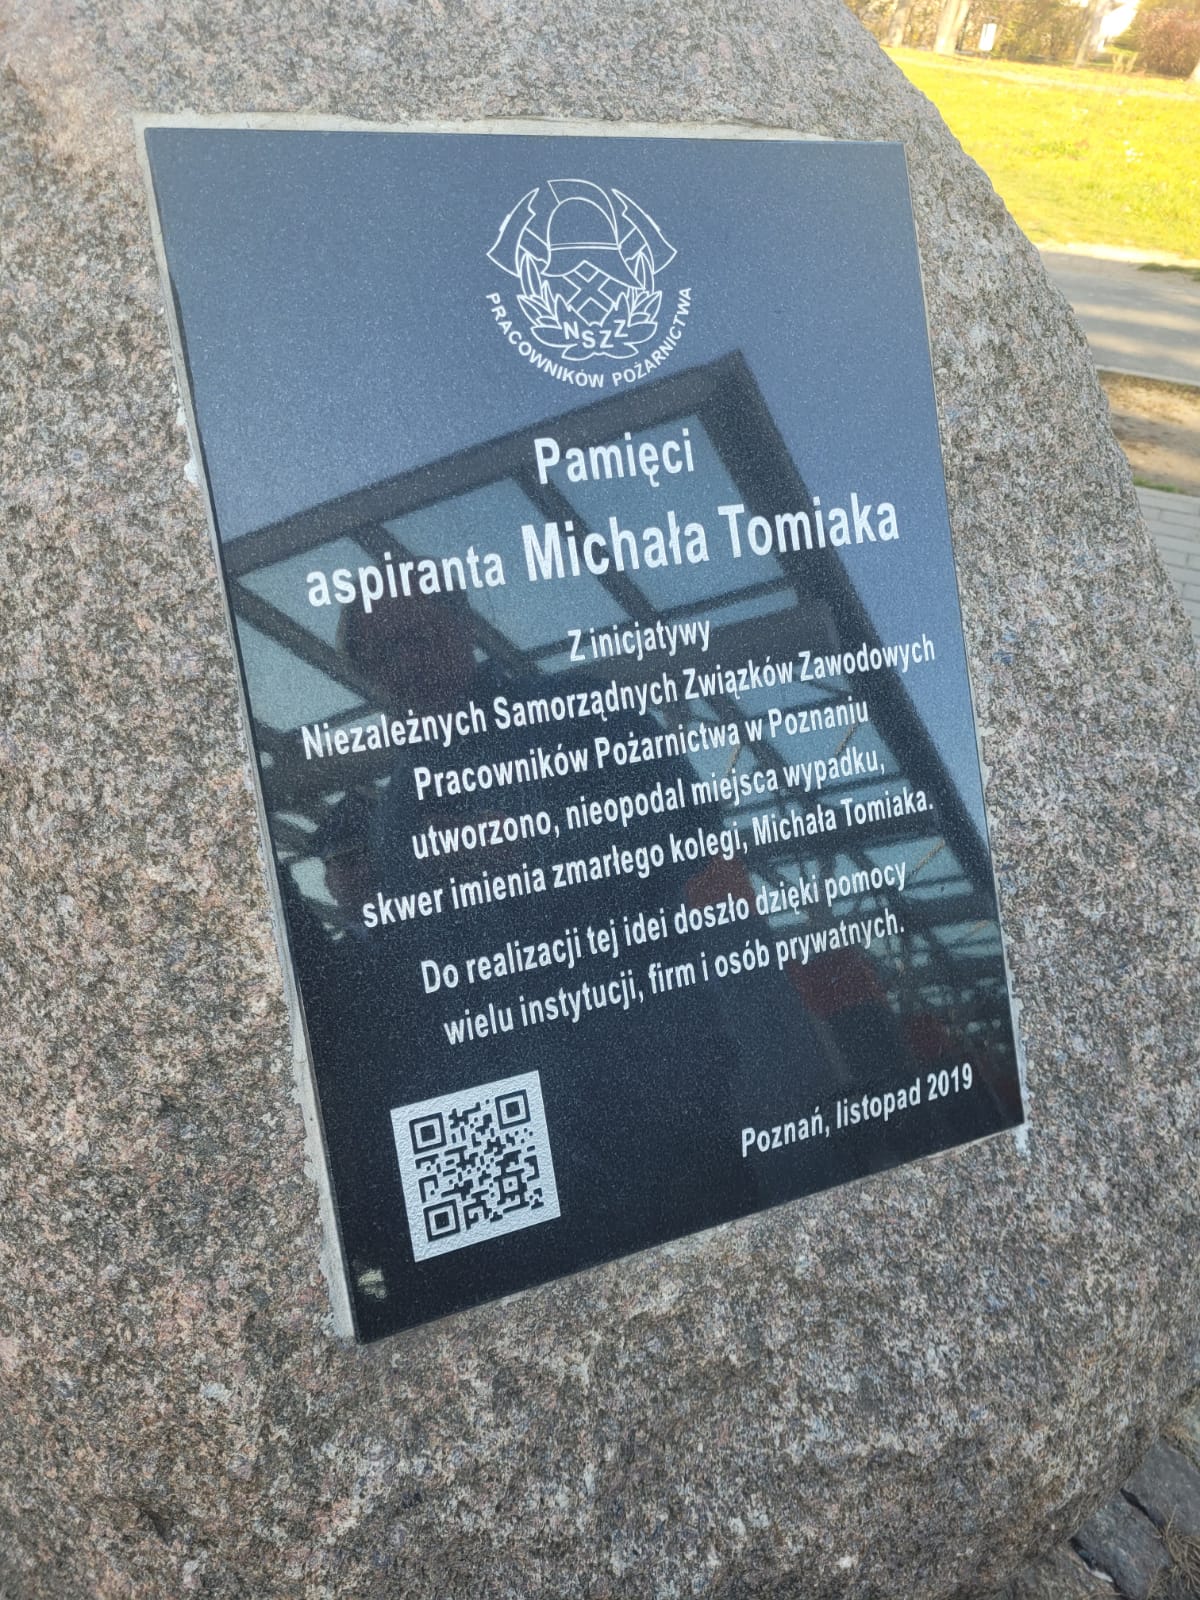 NSZZ
PRACOWNIKÓW POŻARNICTWA
Pamięci
aspiranta Michała Tomiaka
Z inicjatywy
Niezależnych Samorządnych Związków Zawodowych
Pracowników Pożarnictwa w Poznaniu
utworzono, nieopodal miejsca wypadku,
skwer imienia zmarłego kolegi, Michała Tomiaka.
Do realizacji tej idei doszło dzięki pomocy
wielu instytucji, firm i osób prywatnych.
Poznań, listopad 2019